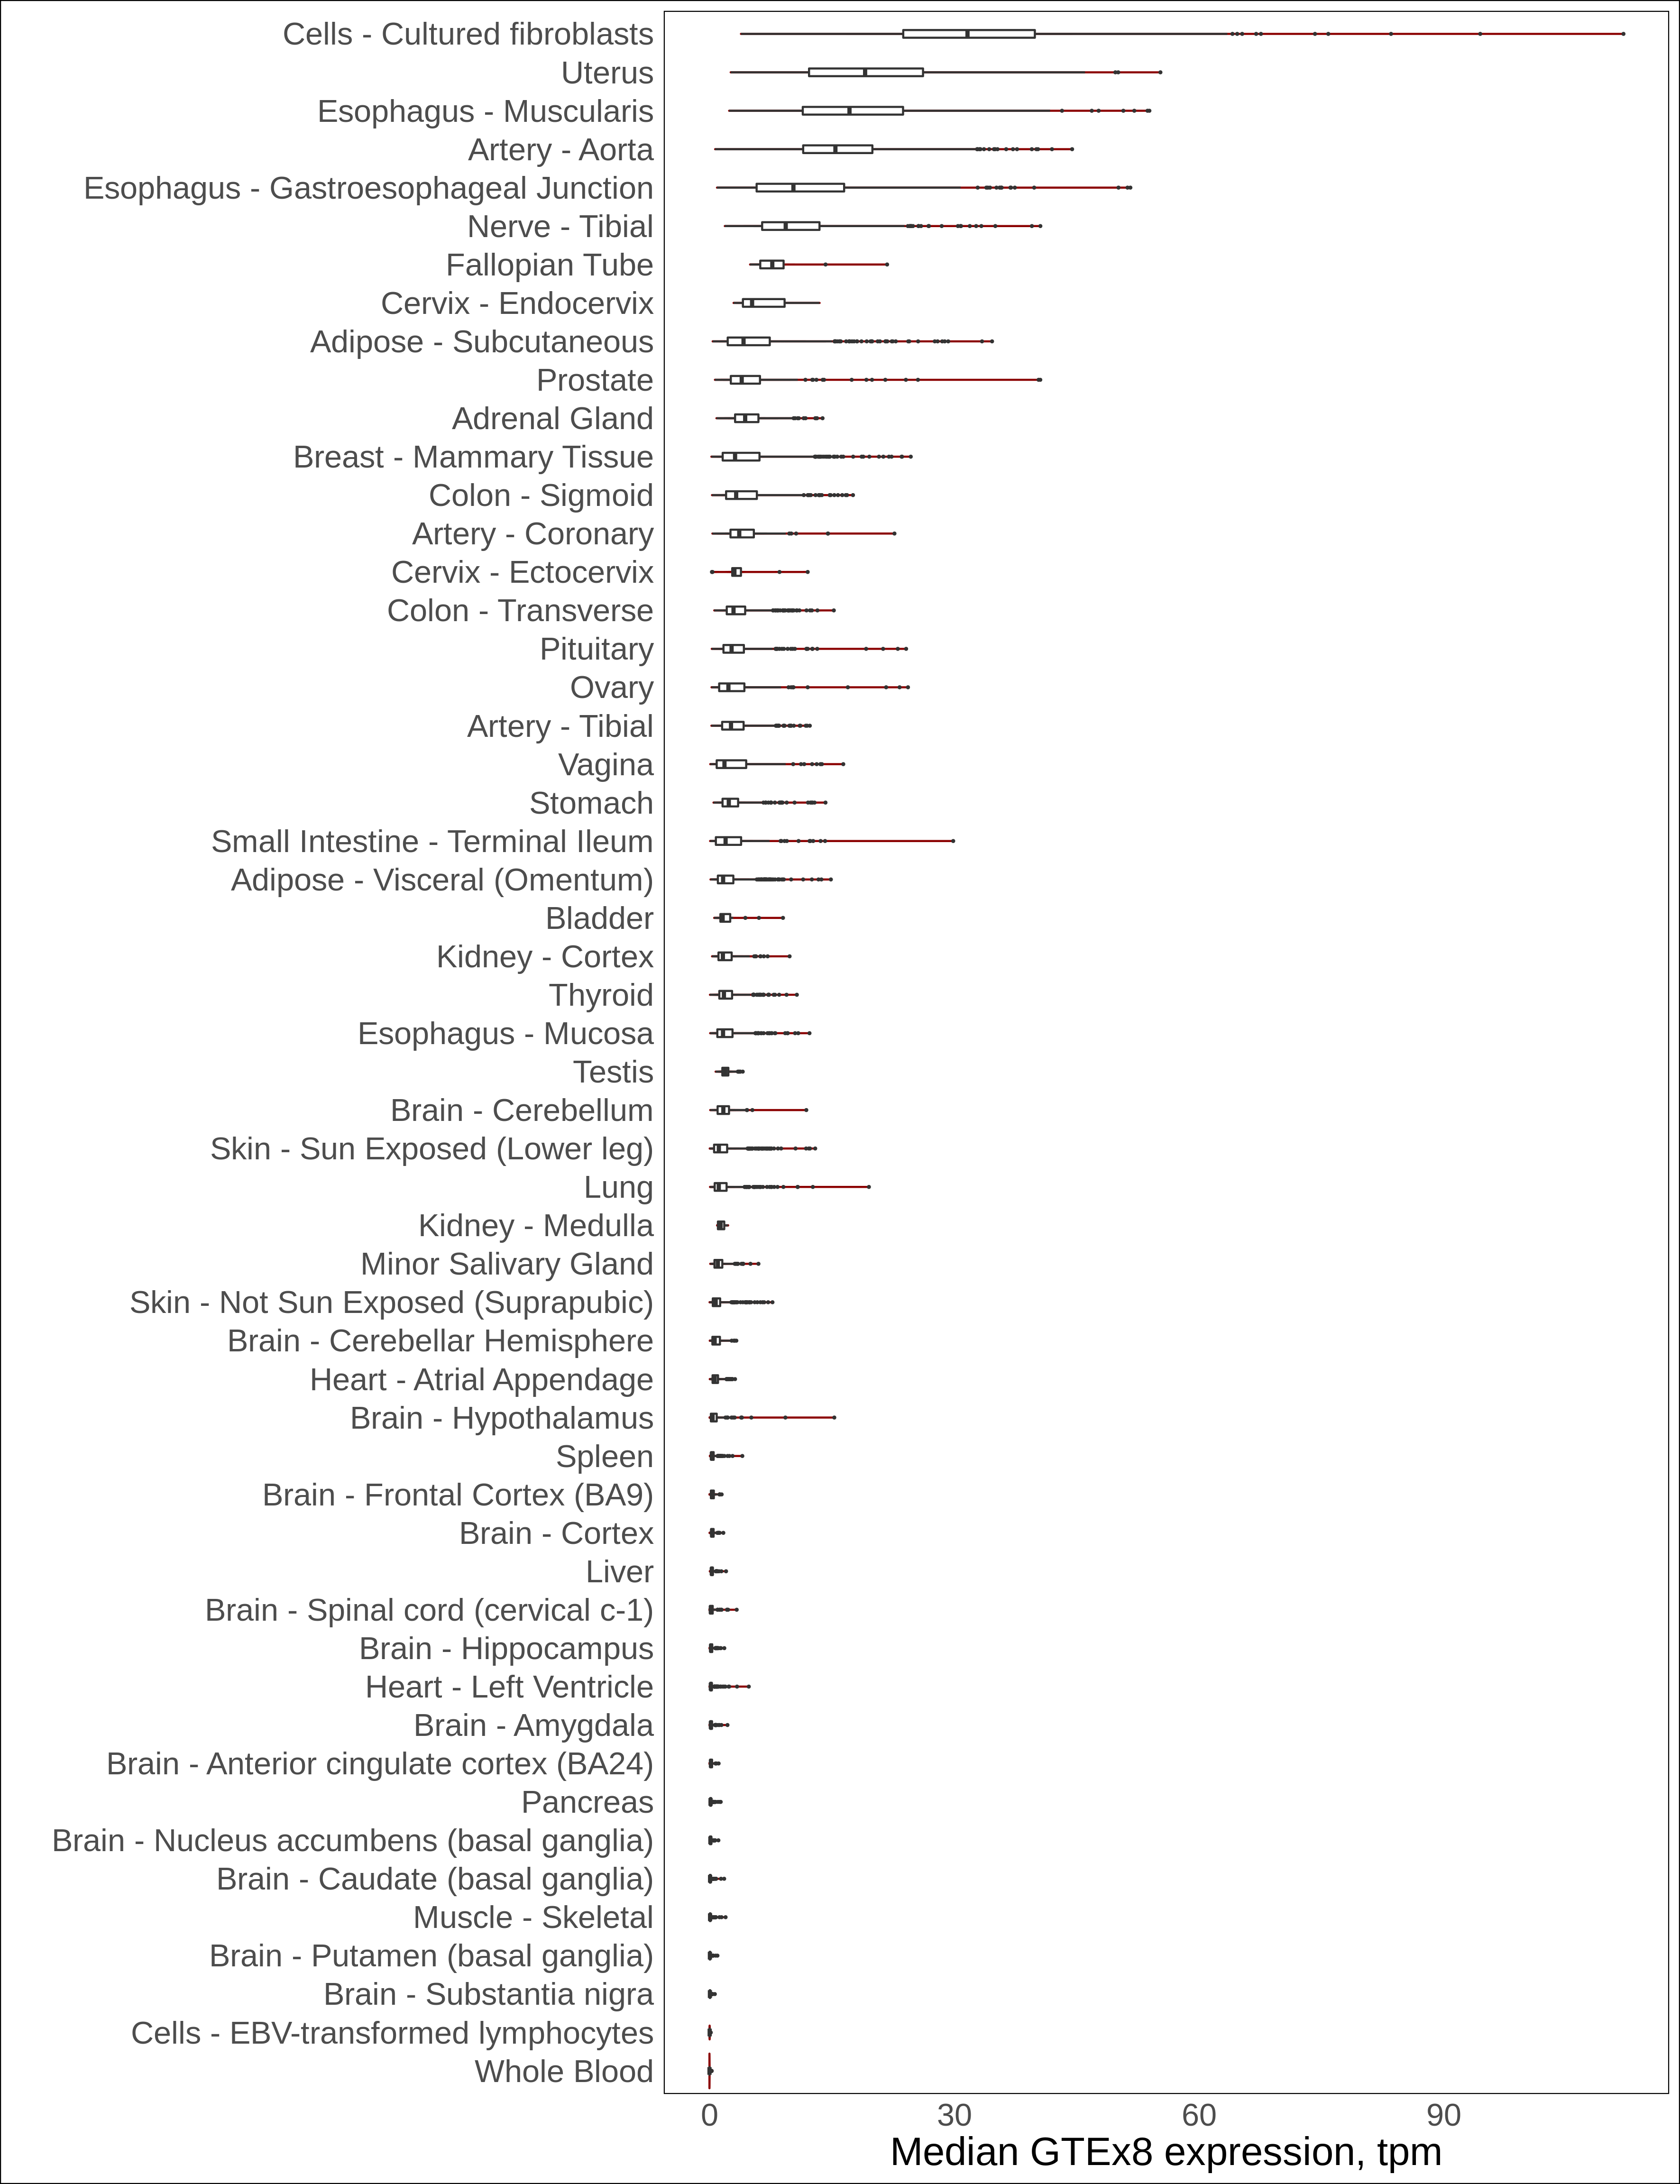 Cells - Cultured fibroblasts
Uterus
Esophagus - Muscularis
Artery - Aorta
Esophagus - Gastroesophageal Junction
Nerve - Tibial
Fallopian Tube
Cervix - Endocervix
Adipose - Subcutaneous
Prostate
Adrenal Gland
Breast - Mammary Tissue
Colon - Sigmoid
Artery - Coronary
Cervix - Ectocervix
Colon - Transverse
Pituitary
Ovary
Artery - Tibial
Vagina
Stomach
Small Intestine - Terminal Ileum
Adipose - Visceral (Omentum)
Bladder
Kidney - Cortex
Thyroid
Esophagus - Mucosa
Testis
Brain - Cerebellum
Skin - Sun Exposed (Lower leg)
Lung
Kidney - Medulla
Minor Salivary Gland
Skin - Not Sun Exposed (Suprapubic)
Brain - Cerebellar Hemisphere
Heart - Atrial Appendage
Brain - Hypothalamus
Spleen
Brain - Frontal Cortex (BA9)
Brain - Cortex
Liver
Brain - Spinal cord (cervical c-1)
Brain - Hippocampus
Heart - Left Ventricle
Brain - Amygdala
Brain - Anterior cingulate cortex (BA24)
Pancreas
Brain - Nucleus accumbens (basal ganglia)
Brain - Caudate (basal ganglia)
Muscle - Skeletal
Brain - Putamen (basal ganglia)
Brain - Substantia nigra
Cells - EBV-transformed lymphocytes
Whole Blood
0 30 60 90
Median GTEx8 expression, tpm